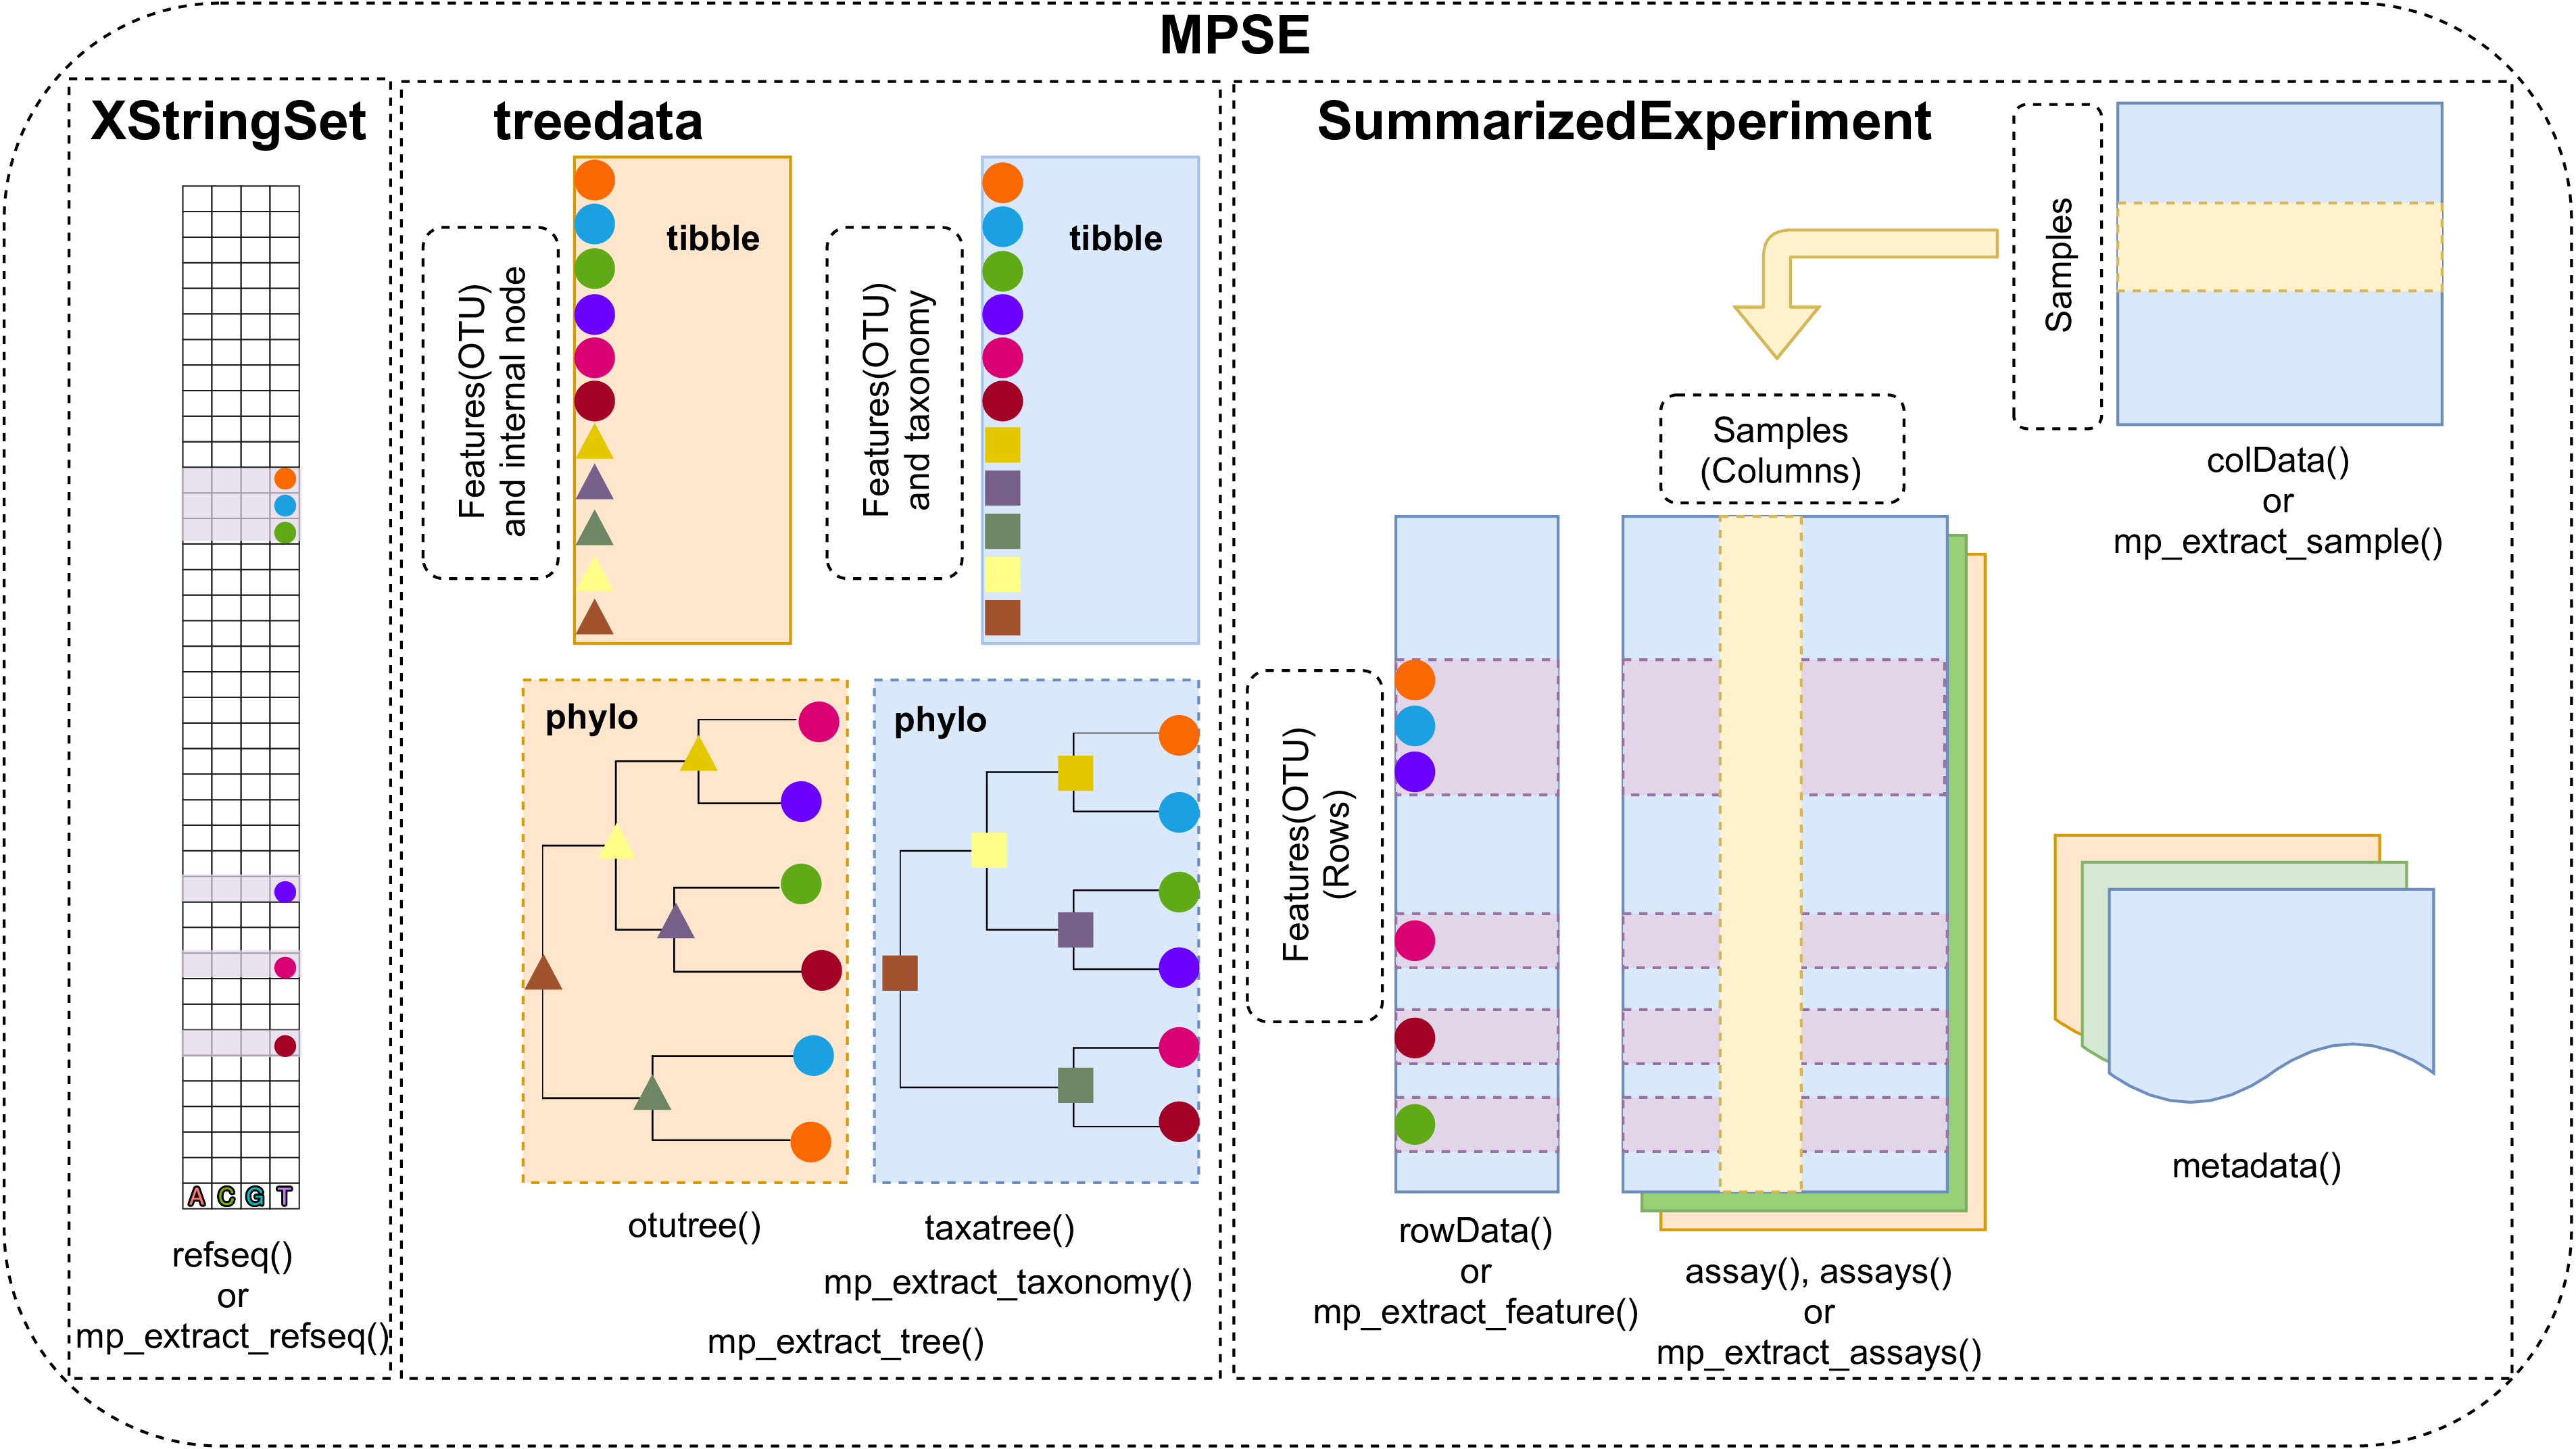 MPSE
XStringSet
A C G T
refseq()
or
mp_extract_refseq()
treedata
Features(OTU)
and internal node
tibble
Features(OTU)
and taxonomy
tibble
phylo
phylo
otutree()
taxatree()
mp_extract_taxonomy()
mp_extract_tree()
SummarizedExperiment
Samples
colData()
or
mp_extract_sample()
Samples
(Columns)
Features(OTU)
(Rows)
rowData()
or
mp_extract_feature()
assay(), assays()
or
mp_extract_assays()
metadata()